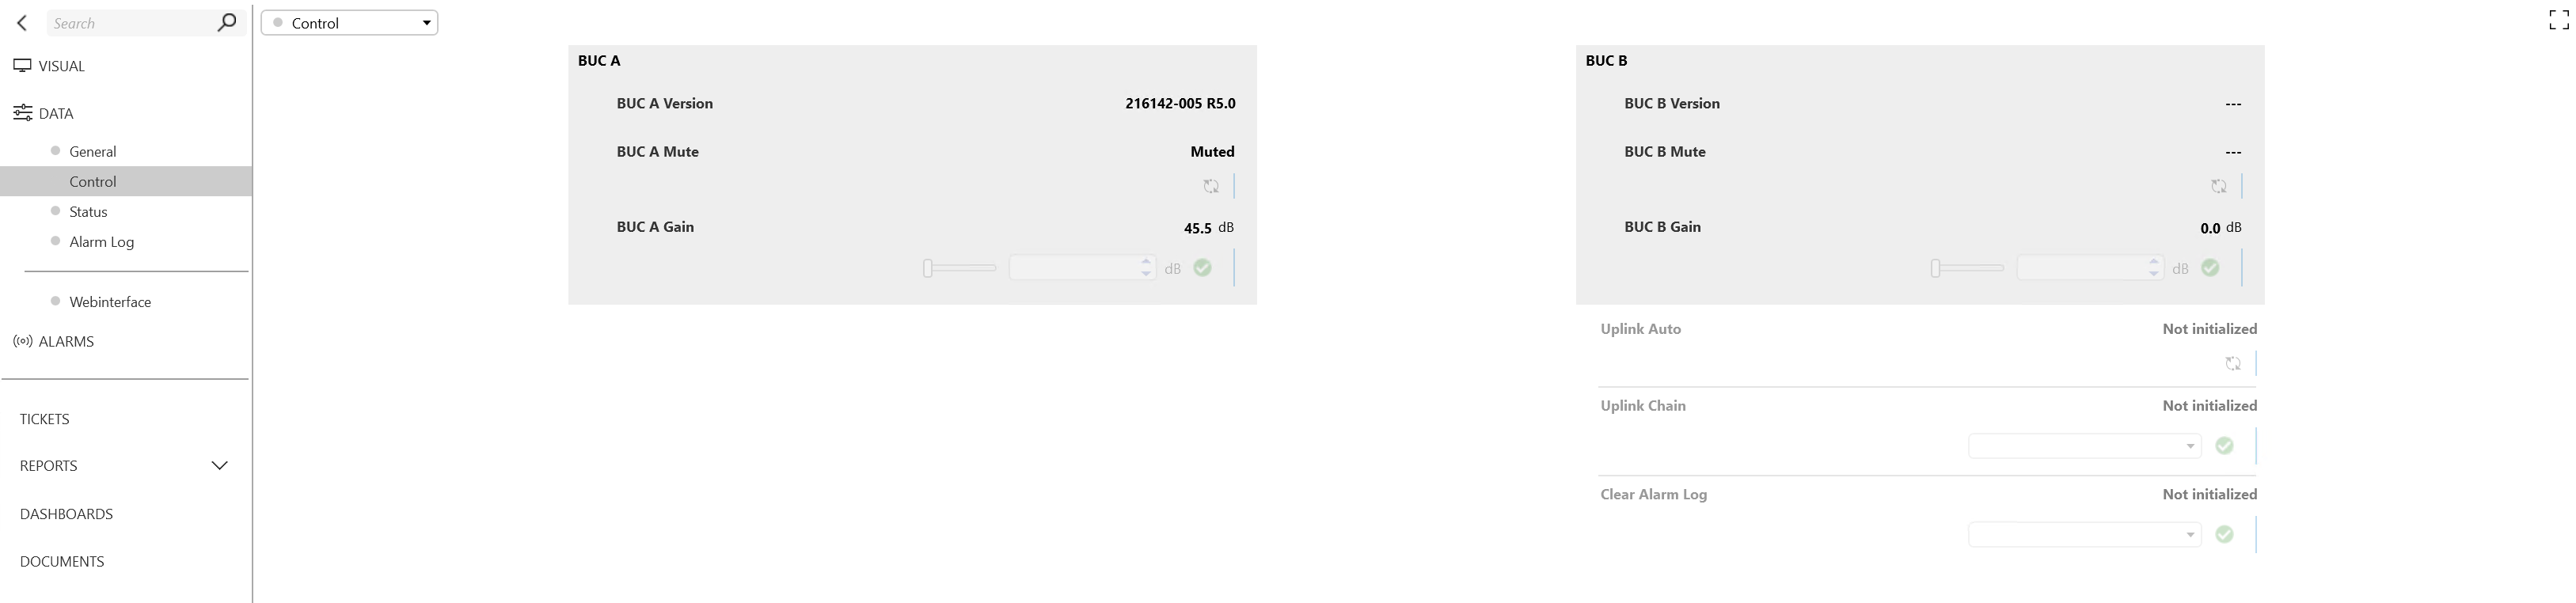 Search
VISUAL
DATA
General
Control
Status
Alarm Log
Webinterface
ALARMS
TICKETS
REPORTS
DASHBOARDS
DOCUMENTS
Control
BUC A
BUC A Version 216142-005 R5.0
BUC A Mute Muted
BUC A Gain 45.5 dB
dB
BUC B
BUC B Version ---
BUC B Mute ---
BUC B Gain 0.0 dB
dB
Uplink Auto Not initialized
Uplink Chain Not initialized
Clear Alarm Log Not initialized